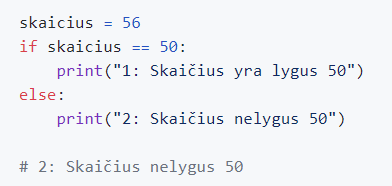 skaicius = 56
if skaicius == 50:
    print("1: Skaičius yra lygus 50")
else:
    print("2: Skaičius nelygus 50")

# 2: Skaičius nelygus 50